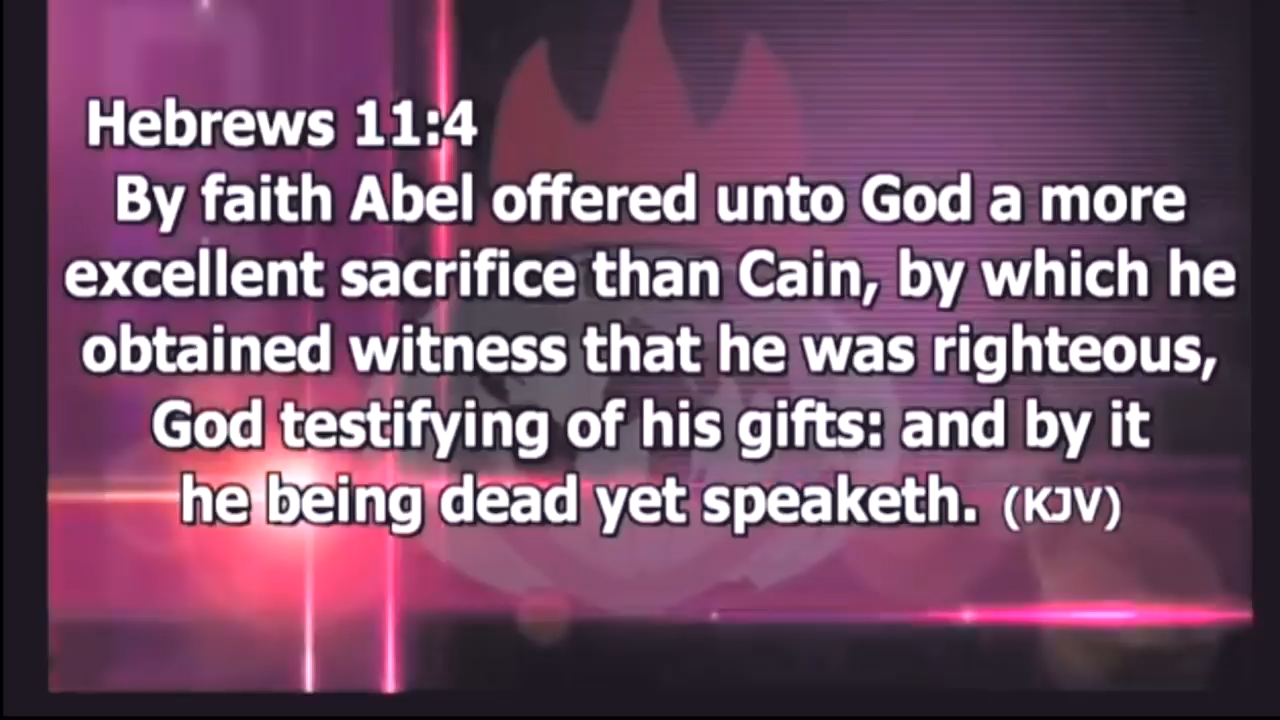 Hebrews 11:4
By faith Abel offered unto God a more
excellent sacrifice than Cain, by which he
obtained witness that he was righteous,
God testifying of his gifts: and by it
he being dead yet speaketh. (KJV)